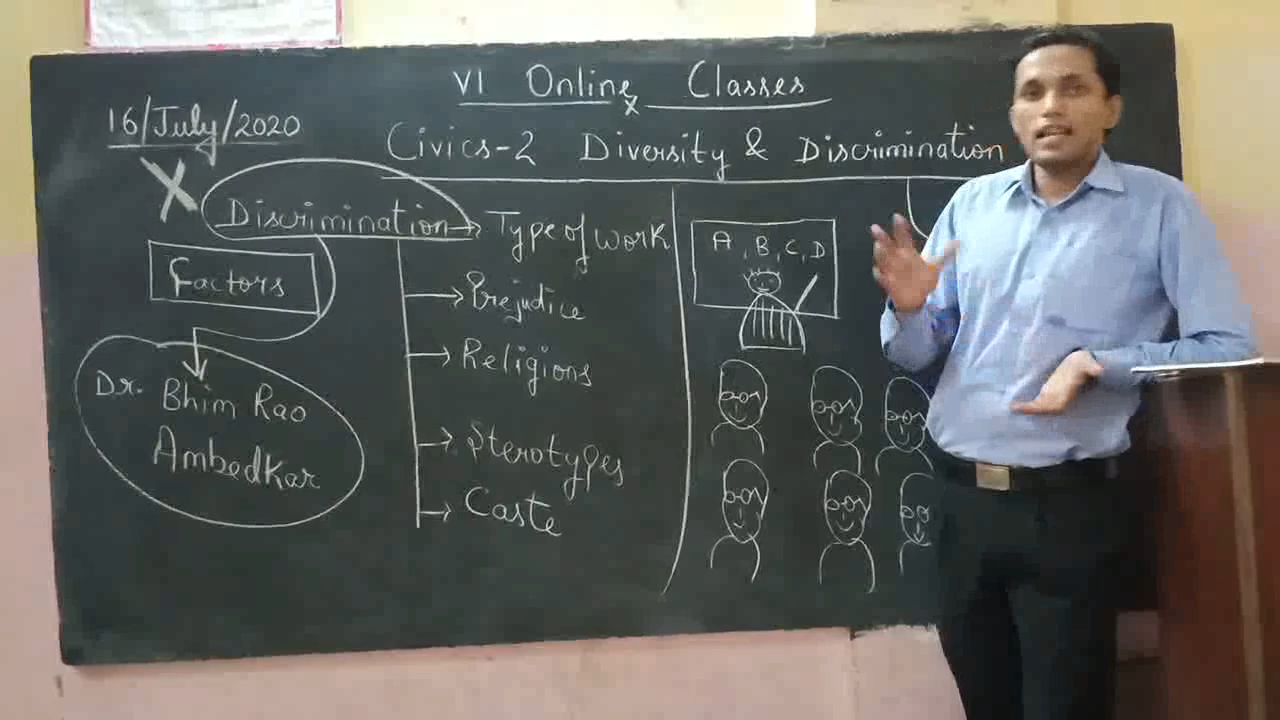 VI Online Classes
16/July/2020
Civics-2 Diversity & Discrimination
X
Discrimination
Type of work
Factors
Prejudice
Religions
Sterotypes
Caste
Dr. Bhim Rao
Ambedkar
A, B, C, D